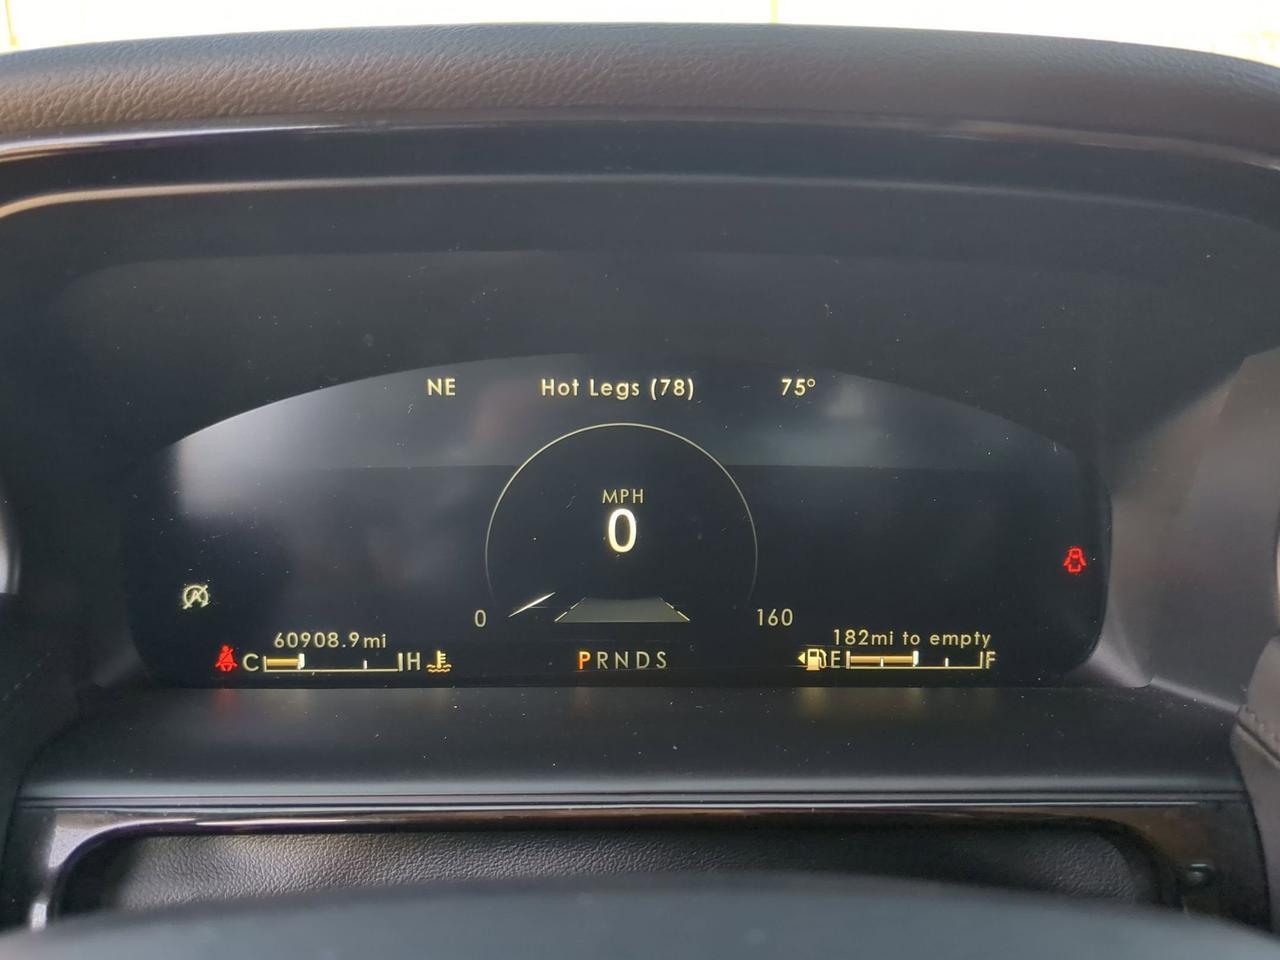 NE Hot Legs (78) 75°
MPH
0
0 160
60908.9mi 182mi to empty
C H PRNDS E F